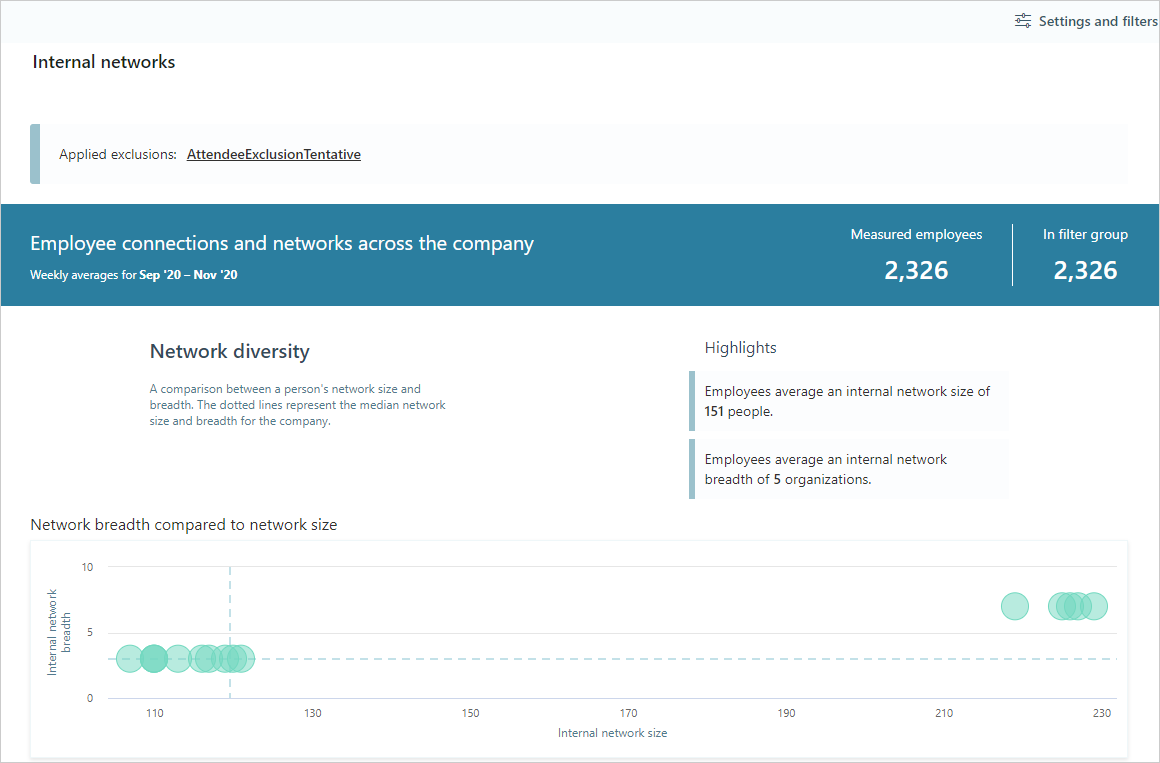 Settings and filters
Internal networks
Applied exclusions: AttendeeExclusionTentative
Employee connections and networks across the company
Weekly averages for Sep '20 – Nov '20
Measured employees
2,326
In filter group
2,326
Network diversity
A comparison between a person's network size and
breadth. The dotted lines represent the median network
size and breadth for the company.
Highlights
Employees average an internal network size of
151 people.
Employees average an internal network
breadth of 5 organizations.
Network breadth compared to network size
Internal network
breadth
10
5
0
110 130 150 170 190 210 230
Internal network size